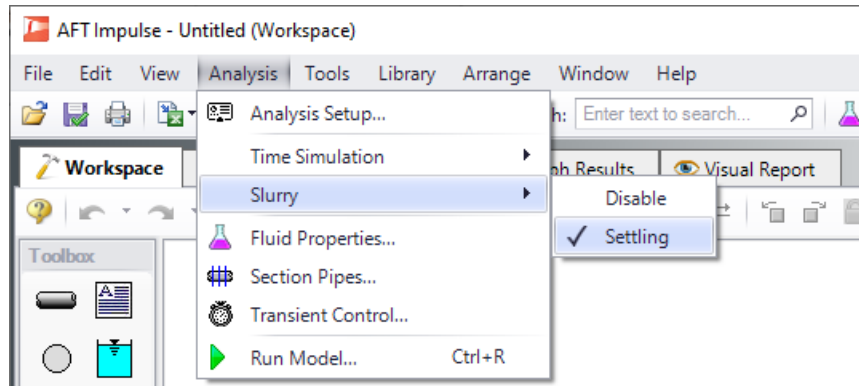 AFT Impulse - Untitled (Workspace)
File Edit View Analysis Tools Library Arrange Window Help
Analysis Setup... h: Enter text to search...
Time Simulation
Workspace ph Results Visual Report
Slurry Disable
Toolbox Fluid Properties... Settling
Section Pipes...
Transient Control...
Run Model... Ctrl+R